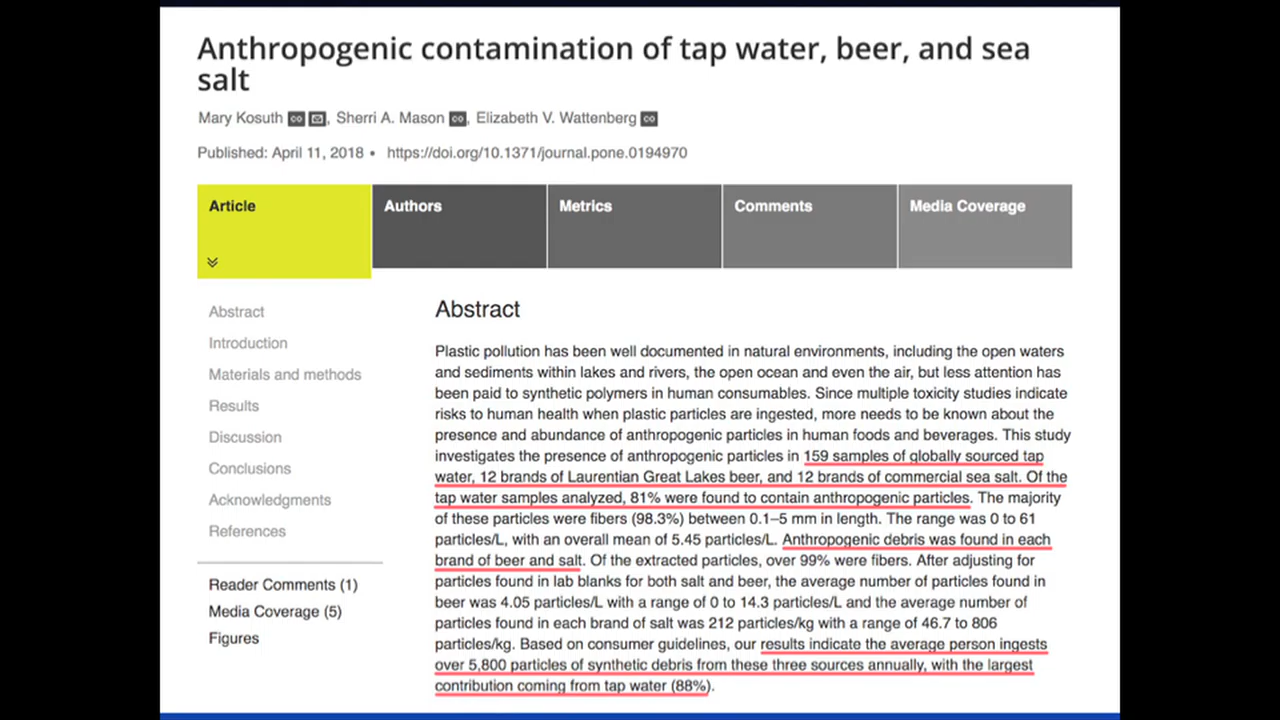 Anthropogenic contamination of tap water, beer, and sea
salt
Mary Kosuth, Sherri A. Mason, Elizabeth V. Wattenberg
Published: April 11, 2018 • https://doi.org/10.1371/journal.pone.0194970
Article
Authors
Metrics
Comments
Media Coverage
Abstract
Introduction
Materials and methods
Results
Discussion
Conclusions
Acknowledgments
References
Reader Comments (1)
Media Coverage (5)
Figures
Abstract
Plastic pollution has been well documented in natural environments, including the open waters
and sediments within lakes and rivers, the open ocean and even the air, but less attention has
been paid to synthetic polymers in human consumables. Since multiple toxicity studies indicate
risks to human health when plastic particles are ingested, more needs to be known about the
presence and abundance of anthropogenic particles in human foods and beverages. This study
investigates the presence of anthropogenic particles in 159 samples of globally sourced tap
water, 12 brands of Laurentian Great Lakes beer, and 12 brands of commercial sea salt. Of the
tap water samples analyzed, 81% were found to contain anthropogenic particles. The majority
of these particles were fibers (98.3%) between 0.1–5 mm in length. The range was 0 to 61
particles/L, with an overall mean of 5.45 particles/L. Anthropogenic debris was found in each
brand of beer and salt. Of the extracted particles, over 99% were fibers. After adjusting for
particles found in lab blanks for both salt and beer, the average number of particles found in
beer was 4.05 particles/L with a range of 0 to 14.3 particles/L and the average number of
particles found in each brand of salt was 212 particles/kg with a range of 46.7 to 806
particles/kg. Based on consumer guidelines, our results indicate the average person ingests
over 5,800 particles of synthetic debris from these three sources annually, with the largest
contribution coming from tap water (88%).